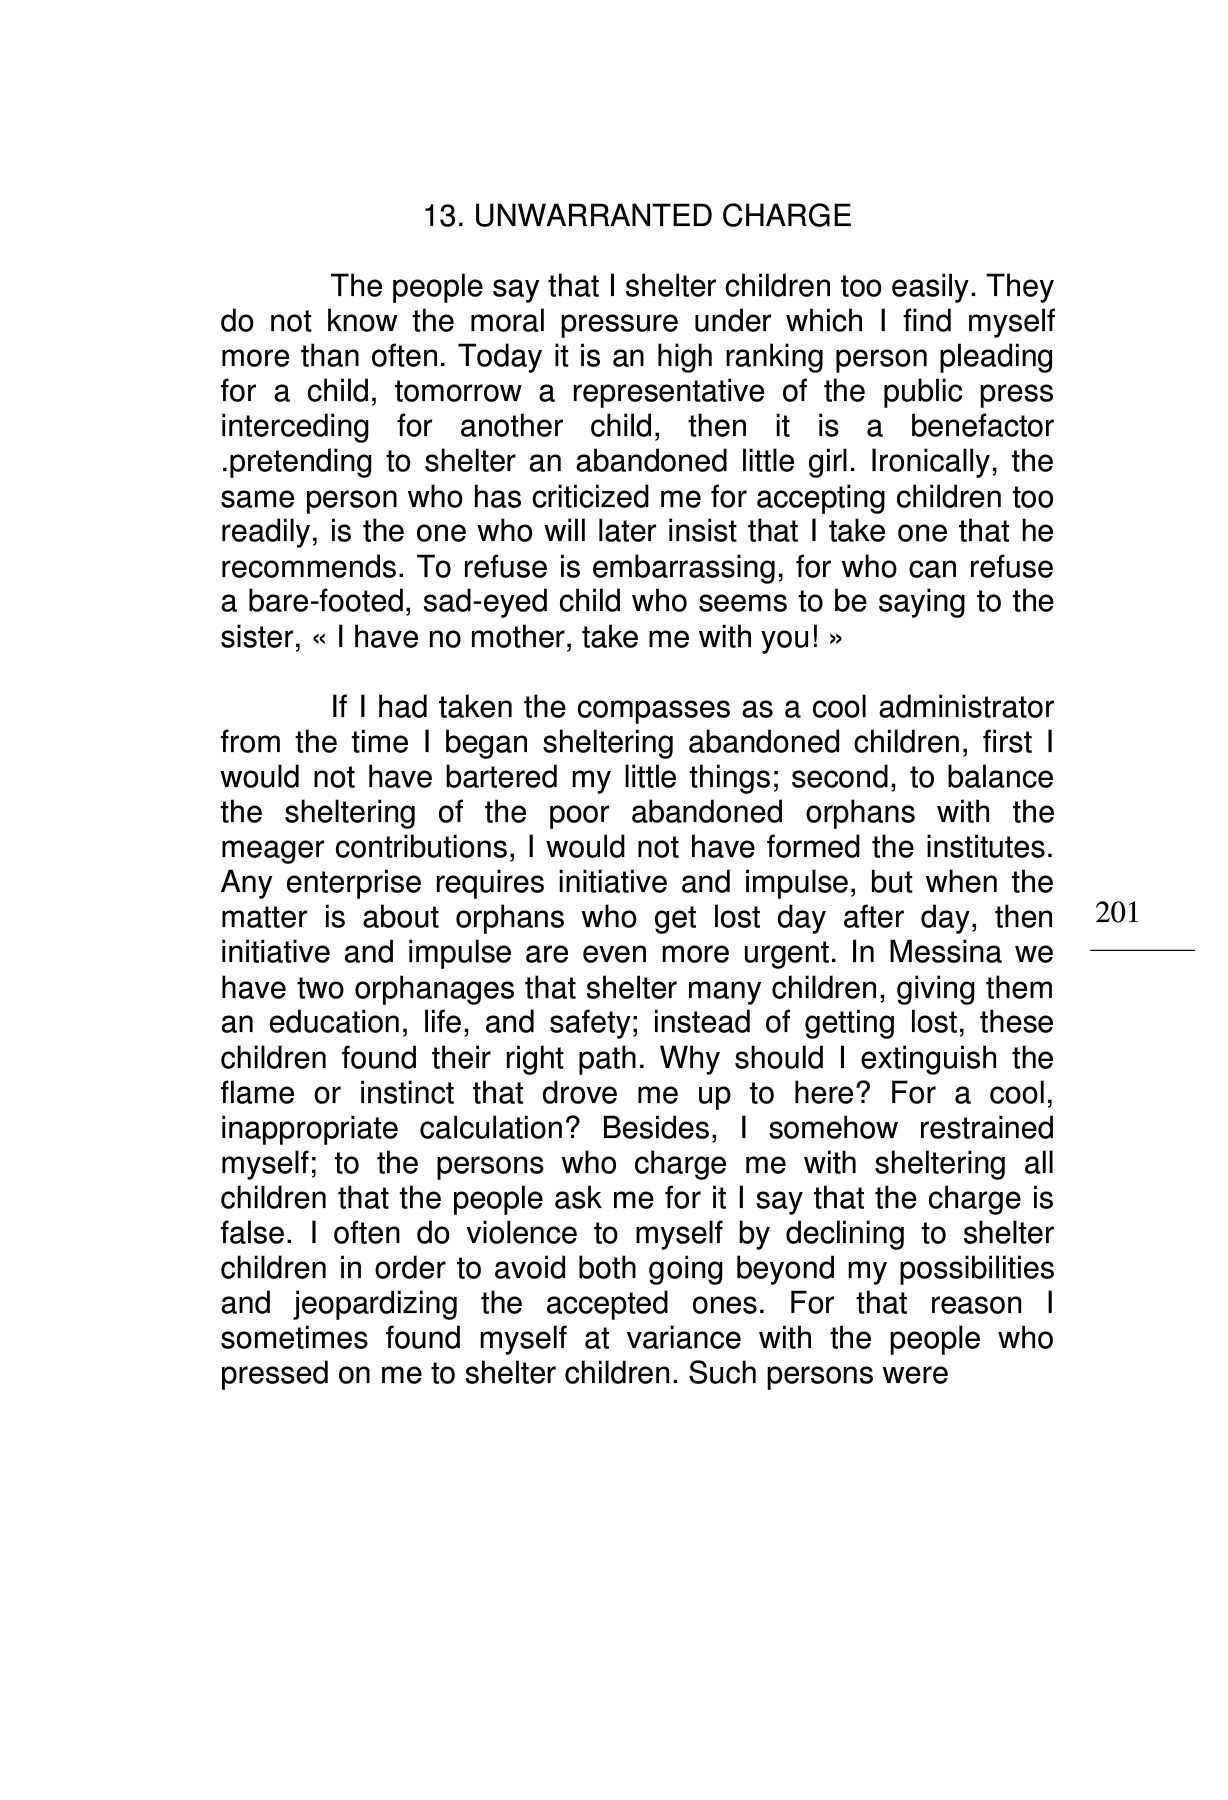 13. UNWARRANTED CHARGE
The people say that I shelter children too easily. They
do not know the moral pressure under which I find myself
more than often. Today it is an high ranking person pleading
for a child, tomorrow a representative of the public press
interceding for another child, then it is a benefactor
.pretending to shelter an abandoned little girl. Ironically, the
same person who has criticized me for accepting children too
readily, is the one who will later insist that I take one that he
recommends. To refuse is embarrassing, for who can refuse
a bare-footed, sad-eyed child who seems to be saying to the
sister, « I have no mother, take me with you! »
If I had taken the compasses as a cool administrator
from the time I began sheltering abandoned children, first I
would not have bartered my little things; second, to balance
the sheltering of the poor abandoned orphans with the
meager contributions, I would not have formed the institutes.
Any enterprise requires initiative and impulse, but when the
matter is about orphans who get lost day after day, then
initiative and impulse are even more urgent. In Messina we
have two orphanages that shelter many children, giving them
an education, life, and safety; instead of getting lost, these
children found their right path. Why should I extinguish the
flame or instinct that drove me up to here? For a cool,
inappropriate calculation? Besides, I somehow restrained
myself; to the persons who charge me with sheltering all
children that the people ask me for it I say that the charge is
false. I often do violence to myself by declining to shelter
children in order to avoid both going beyond my possibilities
and jeopardizing the accepted ones. For that reason I
sometimes found myself at variance with the people who
pressed on me to shelter children. Such persons were
201